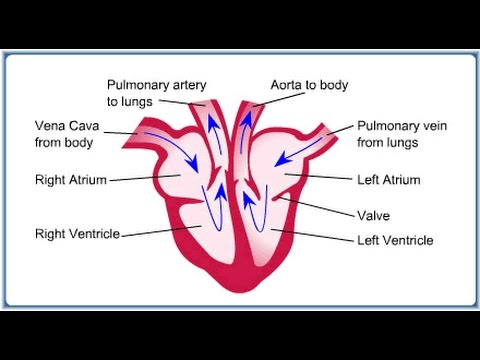 Pulmonary artery
to lungs
Aorta to body
Vena Cava
from body
Pulmonary vein
from lungs
Right Atrium
Left Atrium
Valve
Right Ventricle
Left Ventricle